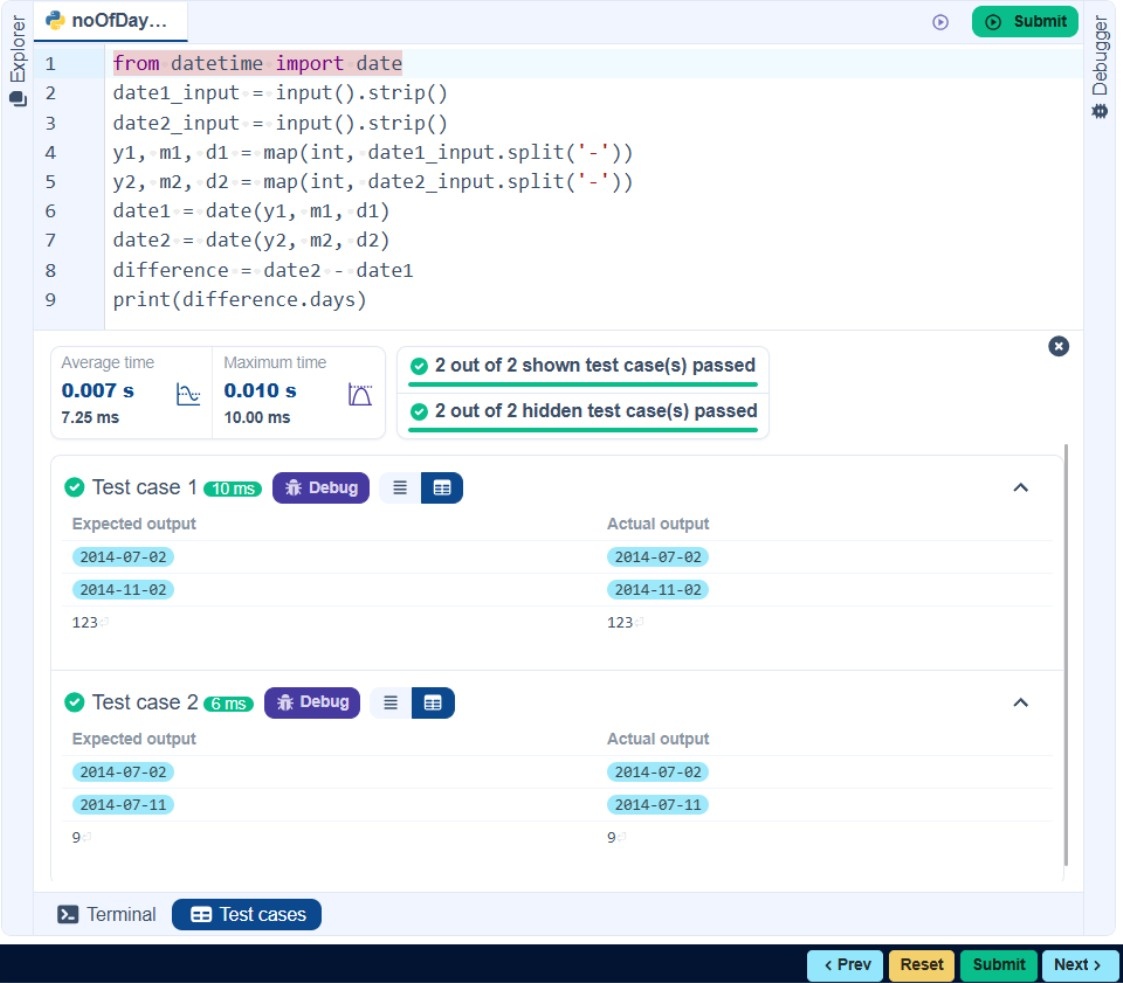 Explorer
noOfDay...
Submit
Debugger
1 from datetime import date
2 date1_input = input().strip()
3 date2_input = input().strip()
4 y1, m1, d1 = map(int, date1_input.split('-'))
5 y2, m2, d2 = map(int, date2_input.split('-'))
6 date1 = date(y1, m1, d1)
7 date2 = date(y2, m2, d2)
8 difference = date2 - date1
9 print(difference.days)
Average time
0.007 s
7.25 ms
Maximum time
0.010 s
10.00 ms
2 out of 2 shown test case(s) passed
2 out of 2 hidden test case(s) passed
Test case 1 10 ms Debug
Expected output Actual output
2014-07-02 2014-07-02
2014-11-02 2014-11-02
123 123
Test case 2 6 ms Debug
Expected output Actual output
2014-07-02 2014-07-02
2014-07-11 2014-07-11
9 9
Terminal Test cases
< Prev Reset Submit Next >